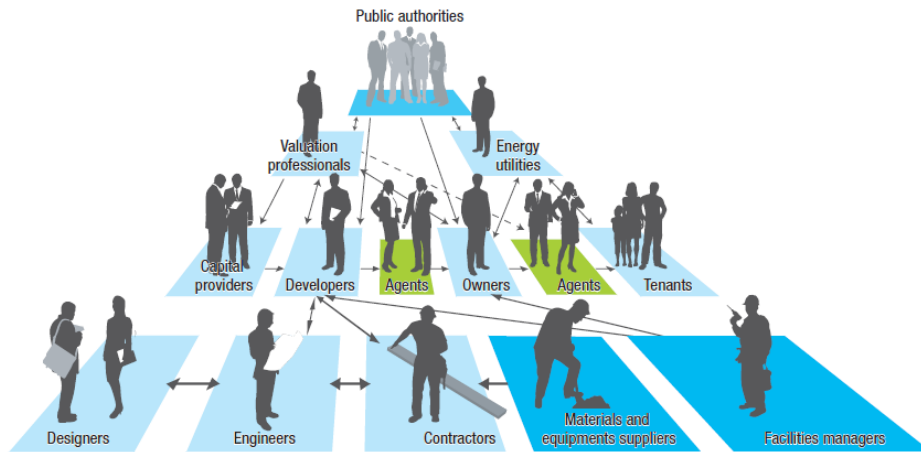 Public authorities
Valuation
professionals
Energy
utilities
Capital
providers
Developers
Agents
Owners
Agents
Tenants
Designers
Engineers
Contractors
Materials and
equipments suppliers
Facilities managers